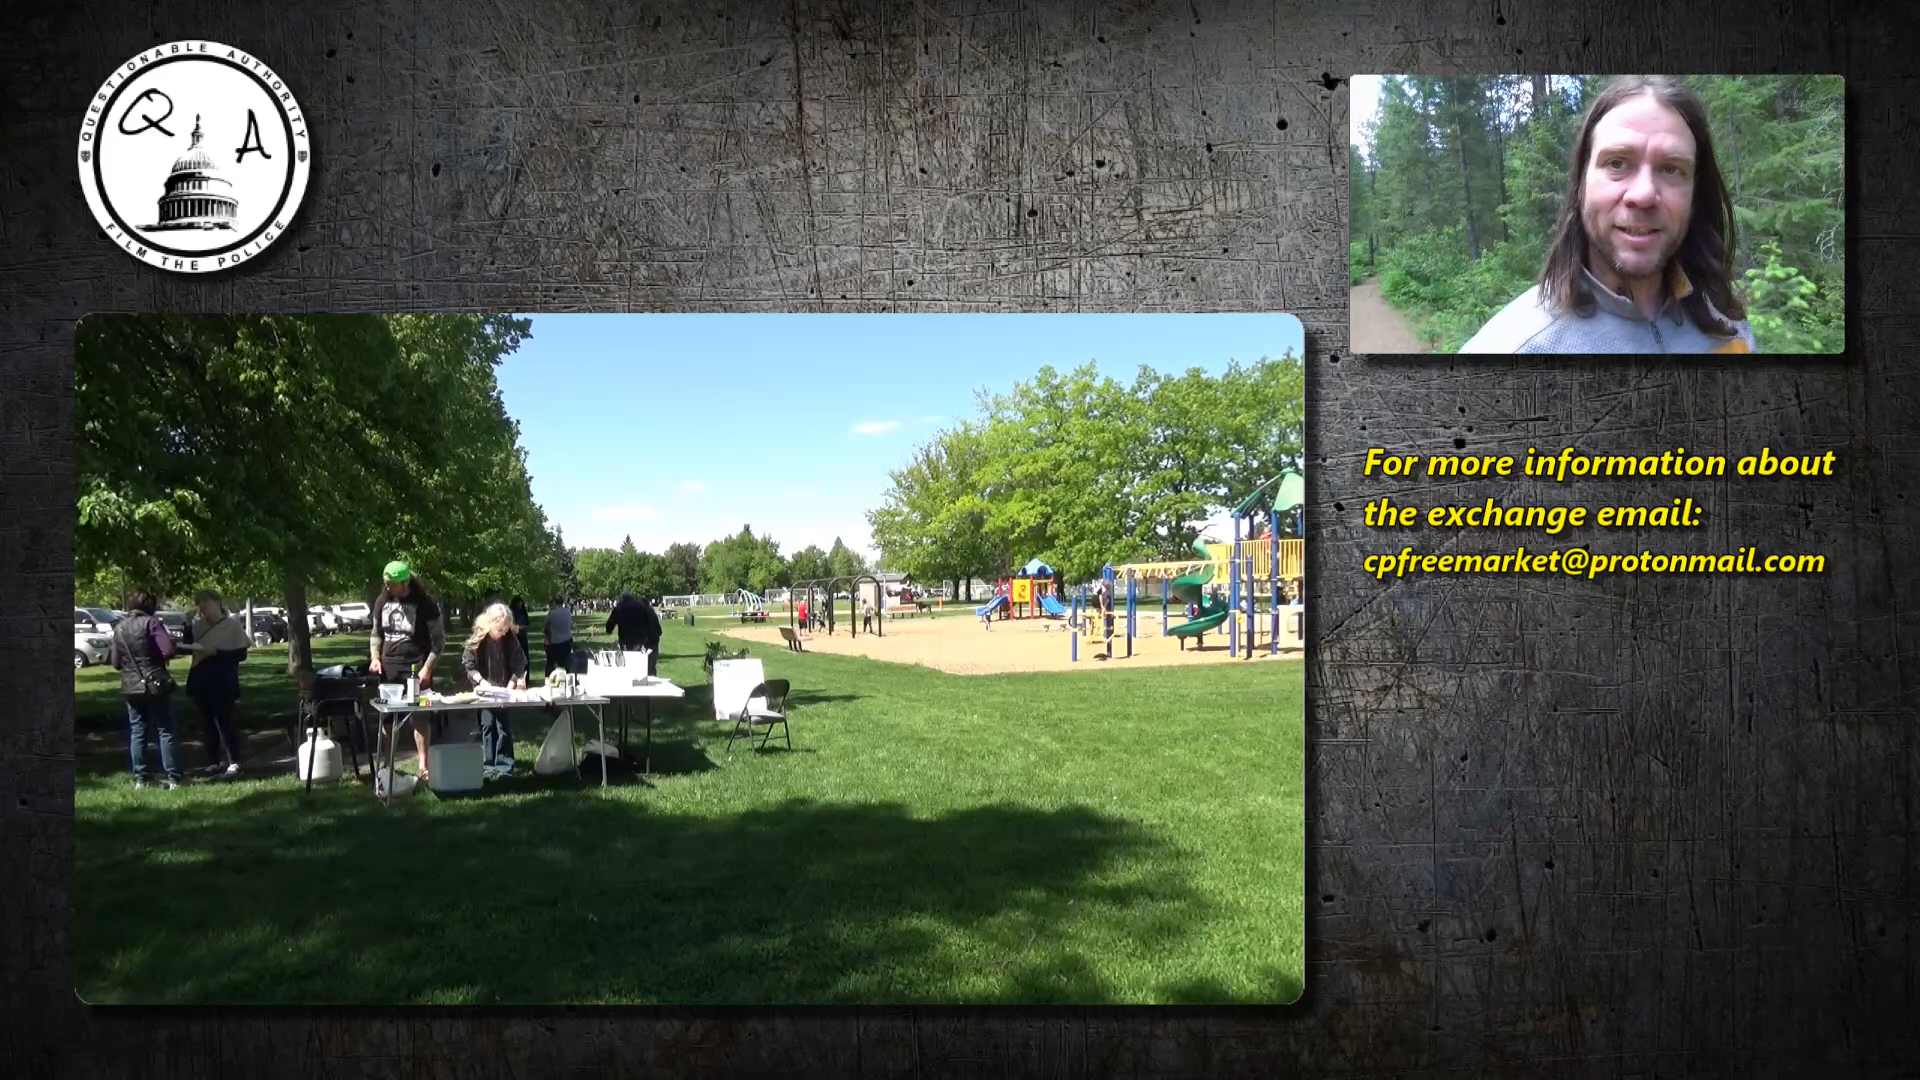 QUESTIONABLE AUTHORITY
Q A
FILM THE POLICE
For more information about
the exchange email:
cpfreemarket@protonmail.com